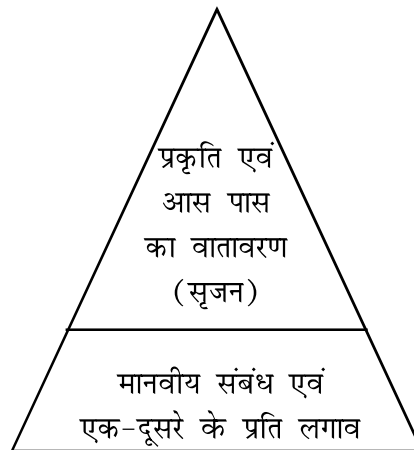 प्रकृति एवं
आस पास
का वातावरण
(सृजन)
मानवीय संबंध एवं
एक-दूसरे के प्रति लगाव